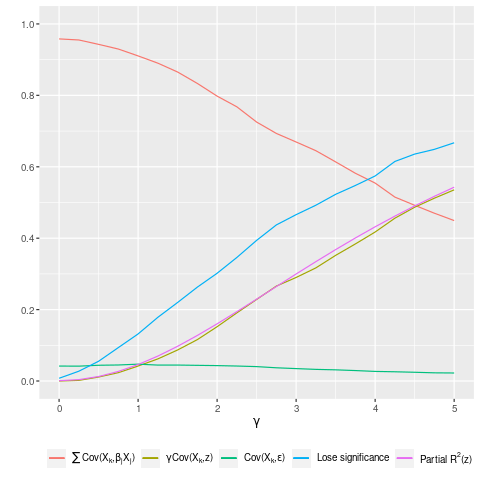 1.0
0.8
0.6
0.4
0.2
0.0
0 1 2 3 4 5
γ
∑Cov(Xₖ,βⱼXⱼ) γCov(Xₖ,z) Cov(Xₖ,ε) Lose significance Partial R²(z)